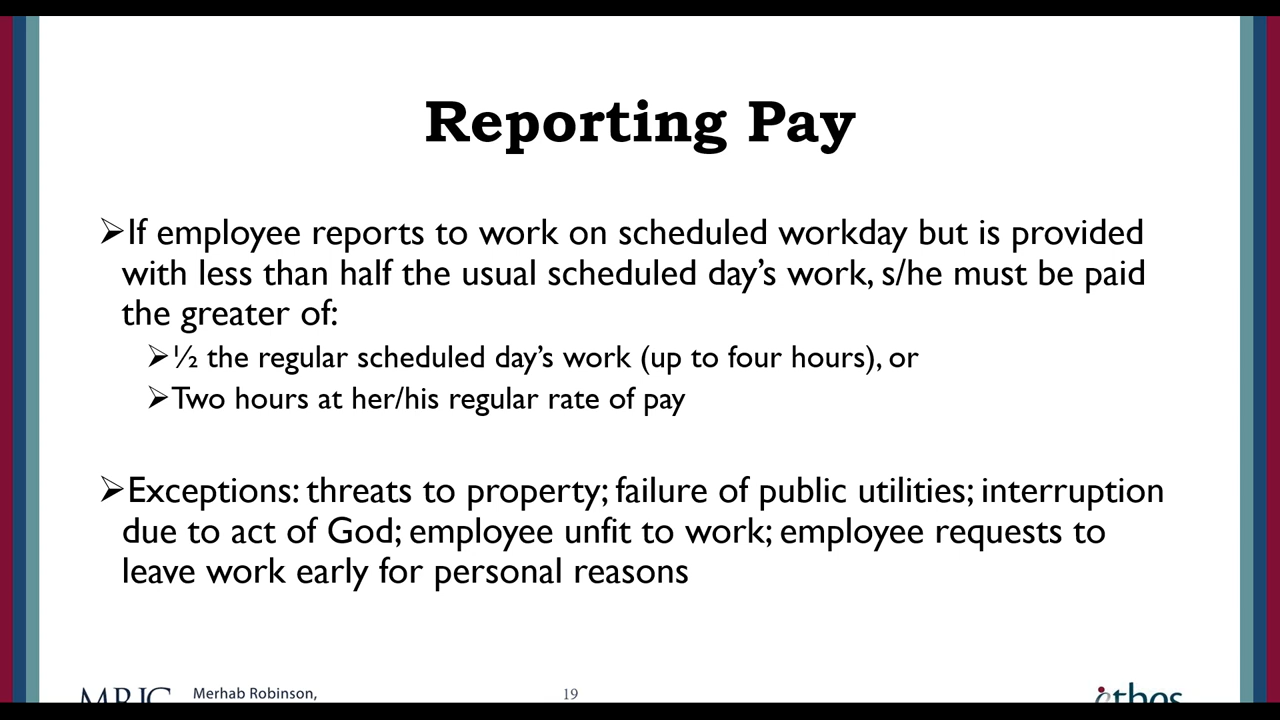 Reporting Pay
➢If employee reports to work on scheduled workday but is provided
with less than half the usual scheduled day's work, s/he must be paid
the greater of:
➢½ the regular scheduled day's work (up to four hours), or
➢Two hours at her/his regular rate of pay
➢Exceptions: threats to property; failure of public utilities; interruption
due to act of God; employee unfit to work; employee requests to
leave work early for personal reasons
MRJC Merhab Robinson, 19 ethos